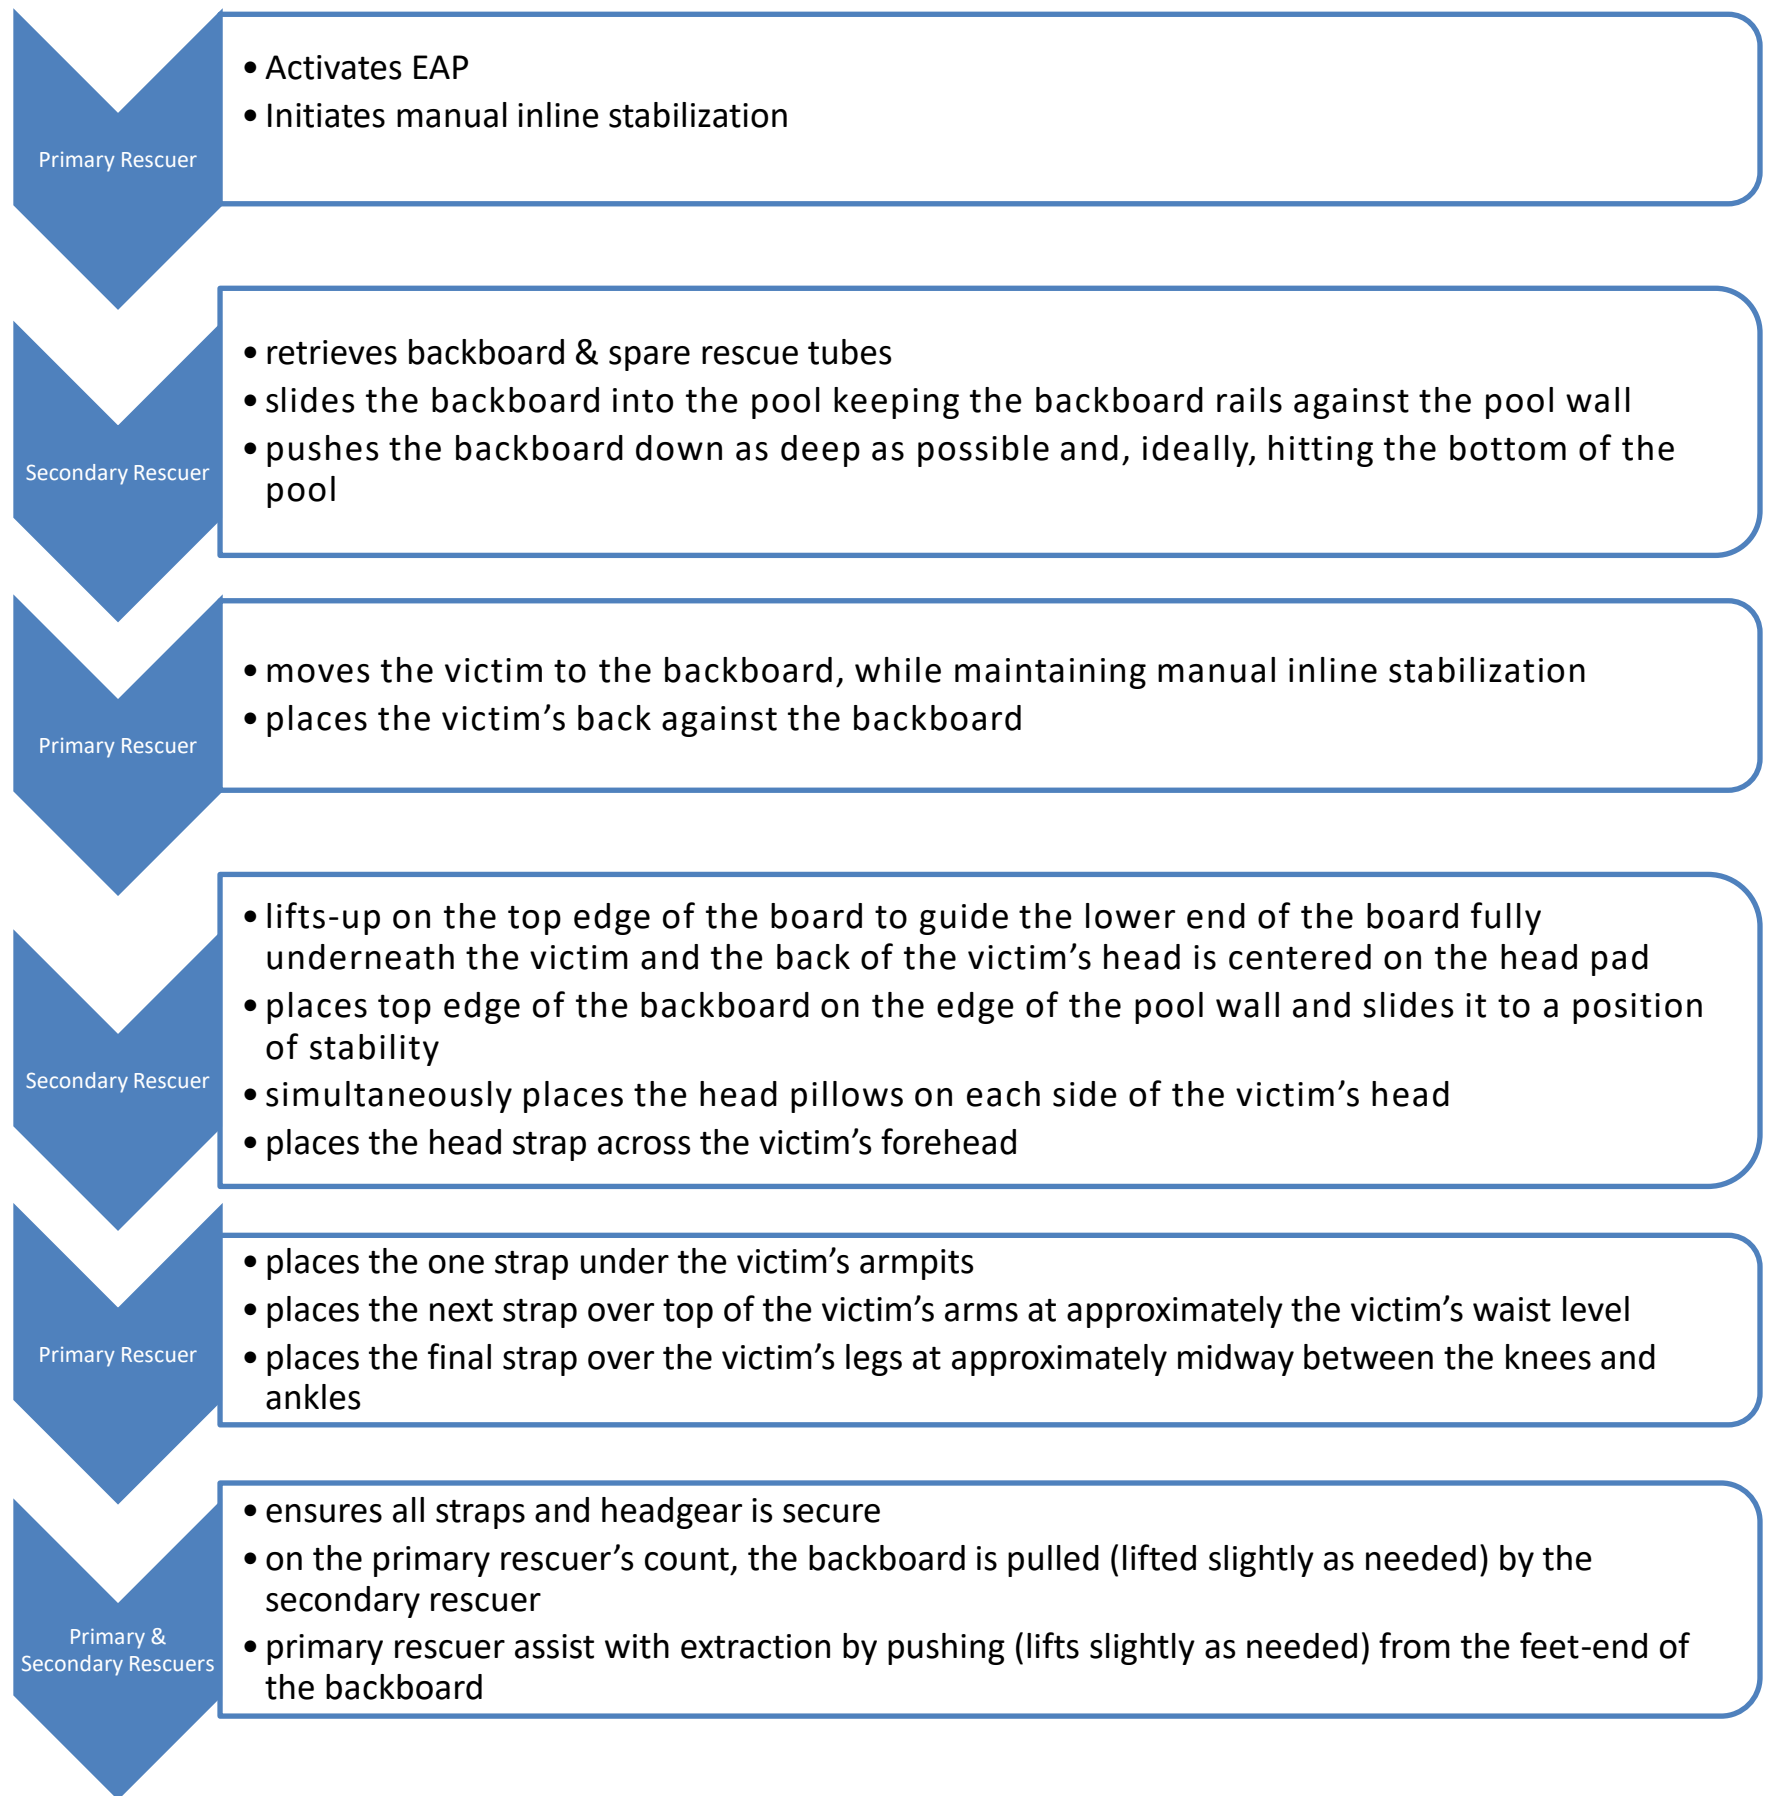 Primary Rescuer
• Activates EAP
• Initiates manual inline stabilization
Secondary Rescuer
• retrieves backboard & spare rescue tubes
• slides the backboard into the pool keeping the backboard rails against the pool wall
• pushes the backboard down as deep as possible and, ideally, hitting the bottom of the
pool
Primary Rescuer
• moves the victim to the backboard, while maintaining manual inline stabilization
• places the victim’s back against the backboard
Secondary Rescuer
• lifts-up on the top edge of the board to guide the lower end of the board fully
underneath the victim and the back of the victim’s head is centered on the head pad
• places top edge of the backboard on the edge of the pool wall and slides it to a position
of stability
• simultaneously places the head pillows on each side of the victim’s head
• places the head strap across the victim’s forehead
Primary Rescuer
• places the one strap under the victim’s armpits
• places the next strap over top of the victim’s arms at approximately the victim’s waist level
• places the final strap over the victim’s legs at approximately midway between the knees and
ankles
Primary &
Secondary Rescuers
• ensures all straps and headgear is secure
• on the primary rescuer’s count, the backboard is pulled (lifted slightly as needed) by the
secondary rescuer
• primary rescuer assist with extraction by pushing (lifts slightly as needed) from the feet-end of
the backboard